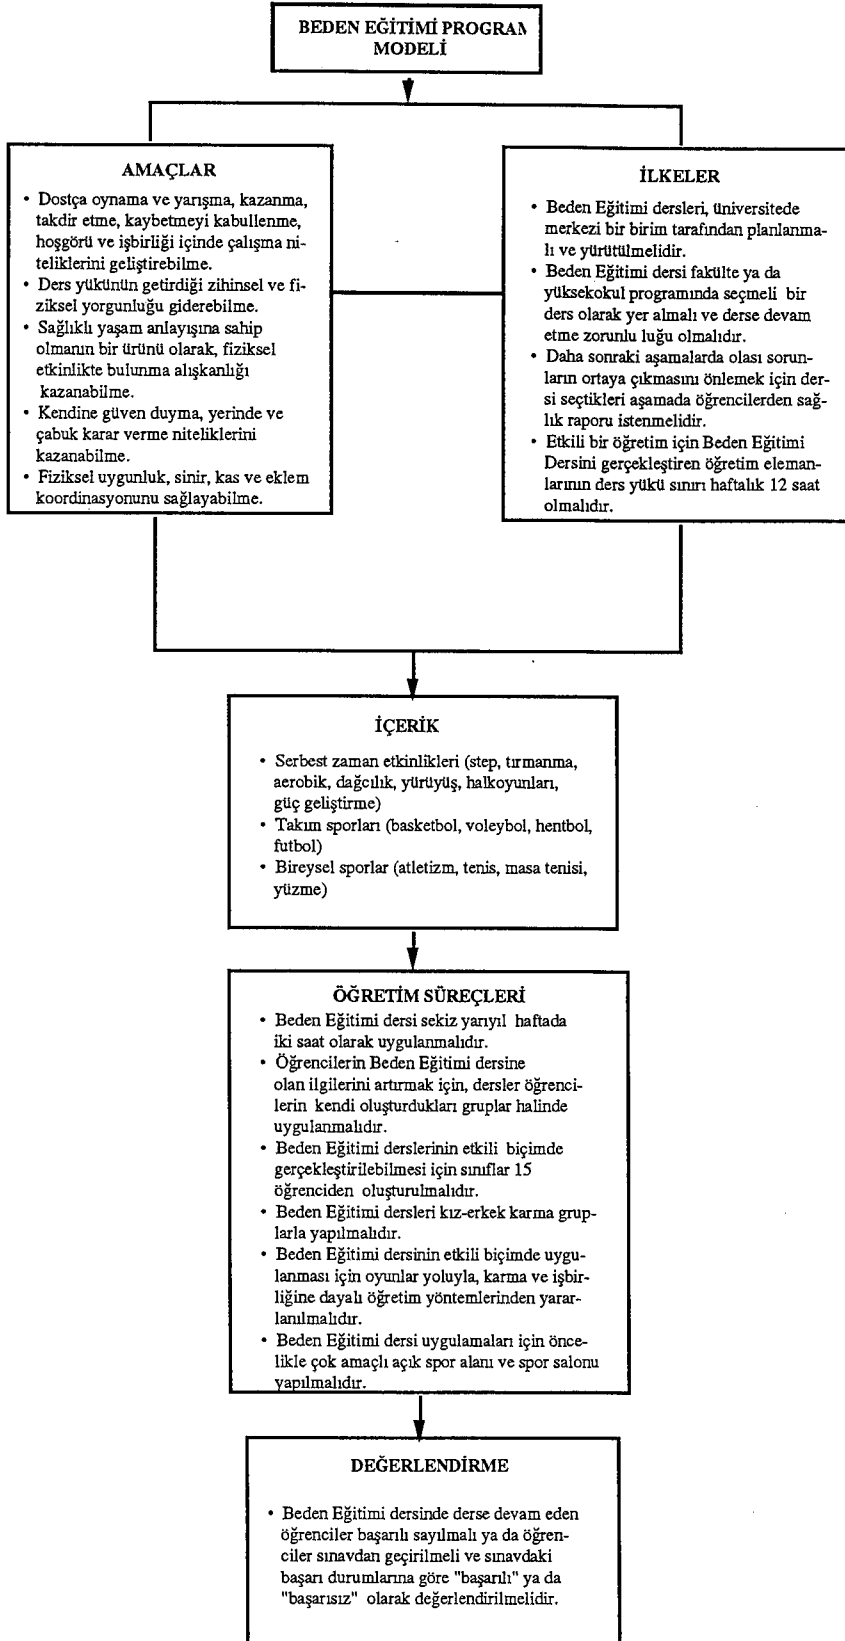 BEDEN EĞİTİMİ PROGRAM
MODELİ
AMAÇLAR
• Dostça oynama ve yarışma, kazanma,
takdir etme, kaybetmeyi kabullenme,
hoşgörü ve işbirliği içinde çalışma ni-
teliklerini geliştirebilme.
• Ders yükünün getirdiği zihinsel ve fi-
ziksel yorgunluğu giderebilme.
• Sağlıklı yaşam anlayışına sahip
olmanın bir ürünü olarak, fiziksel
etkinlikte bulunma alışkanlığı
kazanabilme.
• Kendine güven duyma, yerinde ve
çabuk karar verme niteliklerini
kazanabilme.
• Fiziksel uygunluk, sinir, kas ve eklem
koordinasyonunu sağlayabilme.
İLKELER
• Beden Eğitimi dersleri, üniversitede
merkezi bir birim tarafından planlanma-
lı ve yürütülmelidir.
• Beden Eğitimi dersi fakülte ya da
yüksekokul programında seçmeli bir
ders olarak yer almalı ve derse devam
etme zorunlu luğu olmalıdır.
• Daha sonraki aşamalarda olası sorun-
ların ortaya çıkmasını önlemek için der-
si seçtikleri aşamada öğrencilerden sağ-
lık raporu istenmelidir.
• Etkili bir öğretim için Beden Eğitimi
Dersini gerçekleştiren öğretim eleman-
larının ders yükü sınırı haftalık 12 saat
olmalıdır.
İÇERİK
• Serbest zaman etkinlikleri (step, tırmanma,
aerobik, dağcılık, yürüyüş, halkoyunları,
güç geliştirme)
• Takım sporları (basketbol, voleybol, hentbol,
futbol)
• Bireysel sporlar (atletizm, tenis, masa tenisi,
yüzme)
ÖĞRETİM SÜREÇLERİ
• Beden Eğitimi dersi sekiz yarıyıl haftada
iki saat olarak uygulanmalıdır.
• Öğrencilerin Beden Eğitimi dersine
olan ilgilerini artırmak için, dersler öğrenci-
lerin kendi oluşturdukları gruplar halinde
uygulanmalıdır.
• Beden Eğitimi derslerinin etkili biçimde
gerçekleştirilebilmesi için sınıflar 15
öğrenciden oluşturulmalıdır.
• Beden Eğitimi dersleri kız-erkek karma grup-
larla yapılmalıdır.
• Beden Eğitimi dersinin etkili biçimde uygu-
lanması için oyunlar yoluyla, karma ve işbir-
liğine dayalı öğretim yöntemlerinden yarar-
lanılmalıdır.
• Beden Eğitimi dersi uygulamaları için önce-
likle çok amaçlı açık spor alanı ve spor salonu
yapılmalıdır.
DEĞERLENDİRME
• Beden Eğitimi dersinde derse devam eden
öğrenciler başarılı sayılmalı ya da öğren-
ciler sınavdan geçirilmeli ve sınavdaki
başarı durumlarına göre "başarılı" ya da
"başarısız" olarak değerlendirilmelidir.